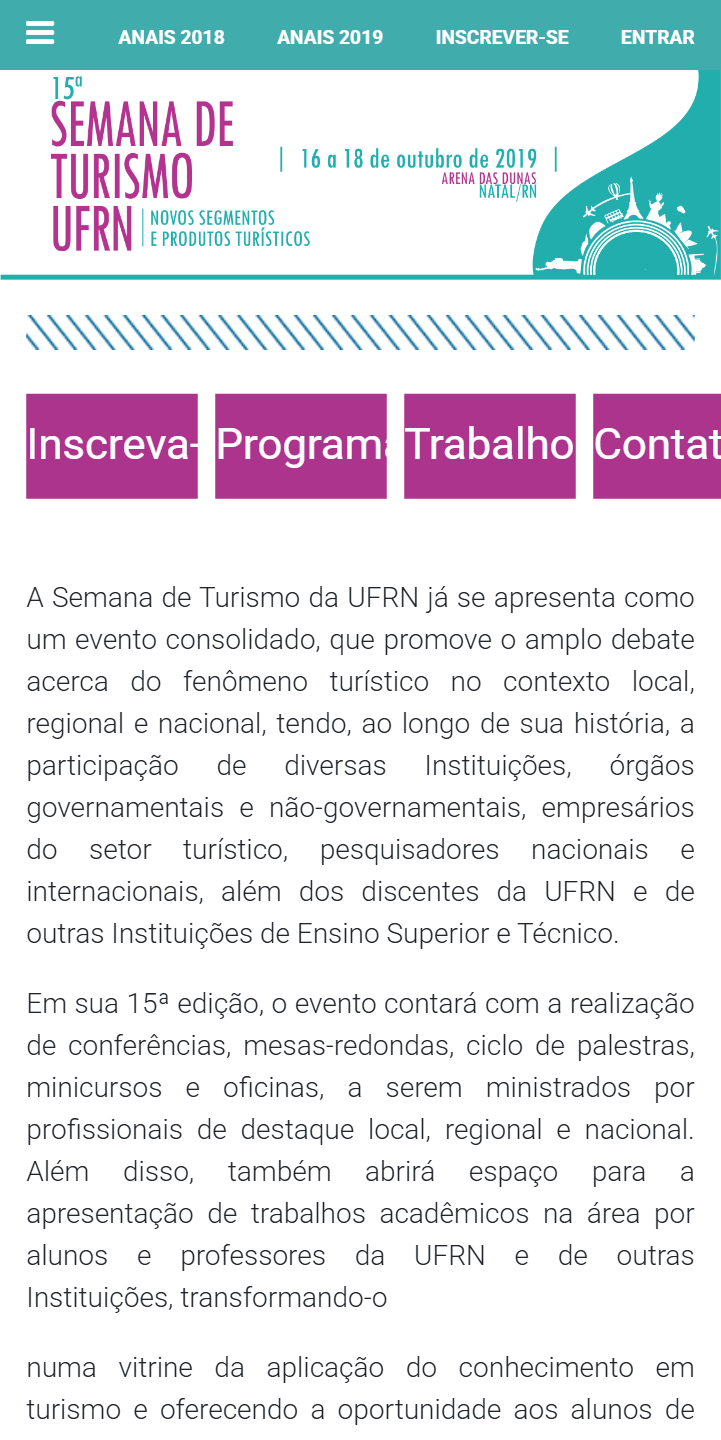 ANAIS 2018 ANAIS 2019 INSCREVER-SE ENTRAR
15ª
SEMANA DE
TURISMO
UFRN
NOVOS SEGMENTOS
E PRODUTOS TURÍSTICOS
| 16 a 18 de outubro de 2019 |
ARENA DAS DUNAS
NATAL/RN
Inscreva- Programa Trabalho Contat
A Semana de Turismo da UFRN já se apresenta como
um evento consolidado, que promove o amplo debate
acerca do fenômeno turístico no contexto local,
regional e nacional, tendo, ao longo de sua história, a
participação de diversas Instituições, órgãos
governamentais e não-governamentais, empresários
do setor turístico, pesquisadores nacionais e
internacionais, além dos discentes da UFRN e de
outras Instituições de Ensino Superior e Técnico.
Em sua 15ª edição, o evento contará com a realização
de conferências, mesas-redondas, ciclo de palestras,
minicursos e oficinas, a serem ministrados por
profissionais de destaque local, regional e nacional.
Além disso, também abrirá espaço para a
apresentação de trabalhos acadêmicos na área por
alunos e professores da UFRN e de outras
Instituições, transformando-o
numa vitrine da aplicação do conhecimento em
turismo e oferecendo a oportunidade aos alunos de